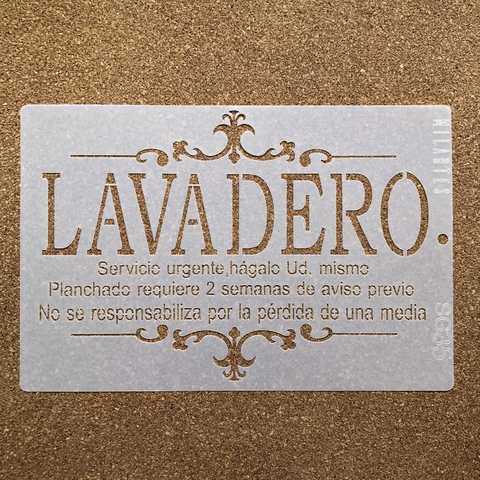 LAVADERO
Servicio urgente,hágalo Ud. mismo
Planchado requiere 2 semanas de aviso previo
No se responsabiliza por la pérdida de una media
MILARTES
SG35